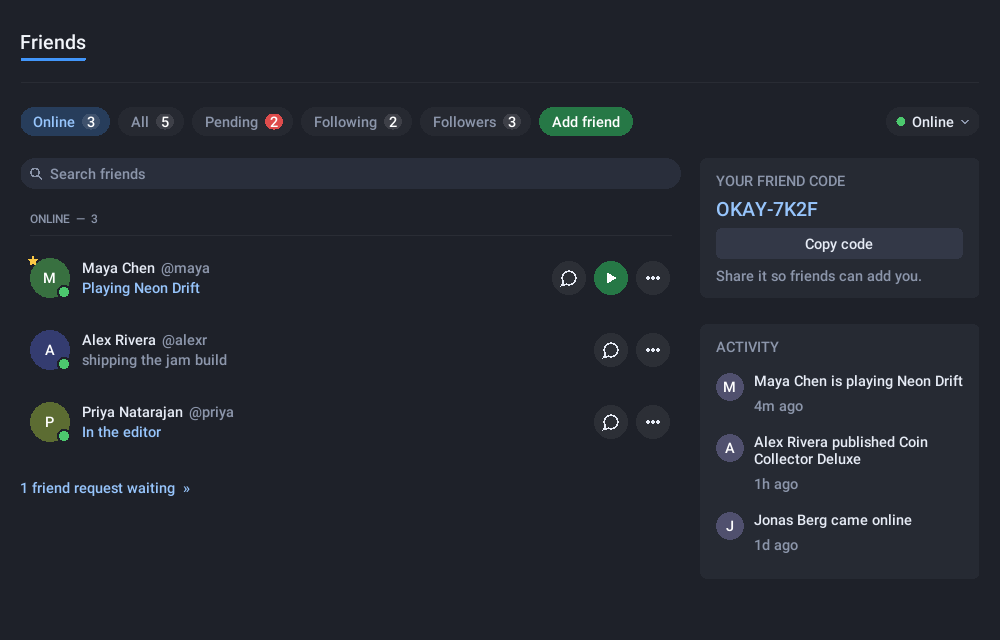 Friends
Online 3
All 5
Pending 2
Following 2
Followers 3
Add friend
Online
Search friends
ONLINE — 3
M
Maya Chen @maya
Playing Neon Drift
A
Alex Rivera @alexr
shipping the jam build
P
Priya Natarajan @priya
In the editor
1 friend request waiting »
YOUR FRIEND CODE
OKAY-7K2F
Copy code
Share it so friends can add you.
ACTIVITY
M
Maya Chen is playing Neon Drift
4m ago
A
Alex Rivera published Coin
Collector Deluxe
1h ago
J
Jonas Berg came online
1d ago